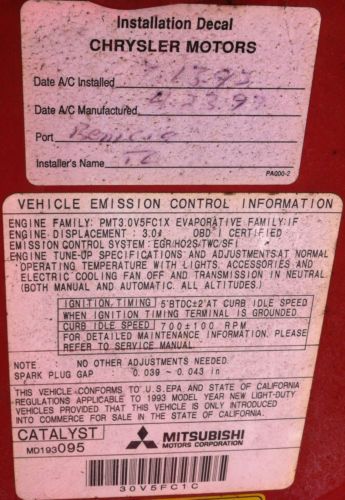 Installation Decal
CHRYSLER MOTORS
Date A/C Installed
Date A/C Manufactured
Port Benicia
Installer's Name
PA000-2
VEHICLE EMISSION CONTROL INFORMATION
ENGINE FAMILY: PMT3.0V5FC1X EVAPORATIVE FAMILY:IF
ENGINE DISPLACEMENT : 3.0ℓ OBD I CERTIFIED
EMISSION CONTROL SYSTEM : EGR/HO2S/TWC/SFI
ENGINE TUNE-UP SPECIFICATIONS AND ADJUSTMENTS:AT NORMAL
OPERATING TEMPERATURE WITH LIGHTS, ACCESSORIES AND
ELECTRIC COOLING FAN OFF AND TRANSMISSION IN NEUTRAL
(BOTH MANUAL AND AUTOMATIC. ALL ALTITUDES)
IGNITION TIMING 5°BTDC±2°AT CURB IDLE SPEED
WHEN IGNITION TIMING TERMINAL IS GROUNDED.
CURB IDLE SPEED 700±100 RPM
FOR DETAILED MAINTENANCE INFORMATION, PLEASE
REFER TO SERVICE MANUAL.
NOTE NO OTHER ADJUSTMENTS NEEDED.
SPARK PLUG GAP 0.039 ~ 0.043 in
THIS VEHICLE CONFORMS TO U.S.EPA AND STATE OF CALIFORNIA
REGULATIONS APPLICABLE TO 1993 MODEL YEAR NEW LIGHT-DUTY
VEHICLES PROVIDED THAT THIS VEHICLE IS ONLY INTRODUCED
INTO COMMERCE FOR SALE IN THE STATE OF CALIFORNIA.
CATALYST
MD193095
MITSUBISHI
MOTORS CORPORATION
30V5FC1C